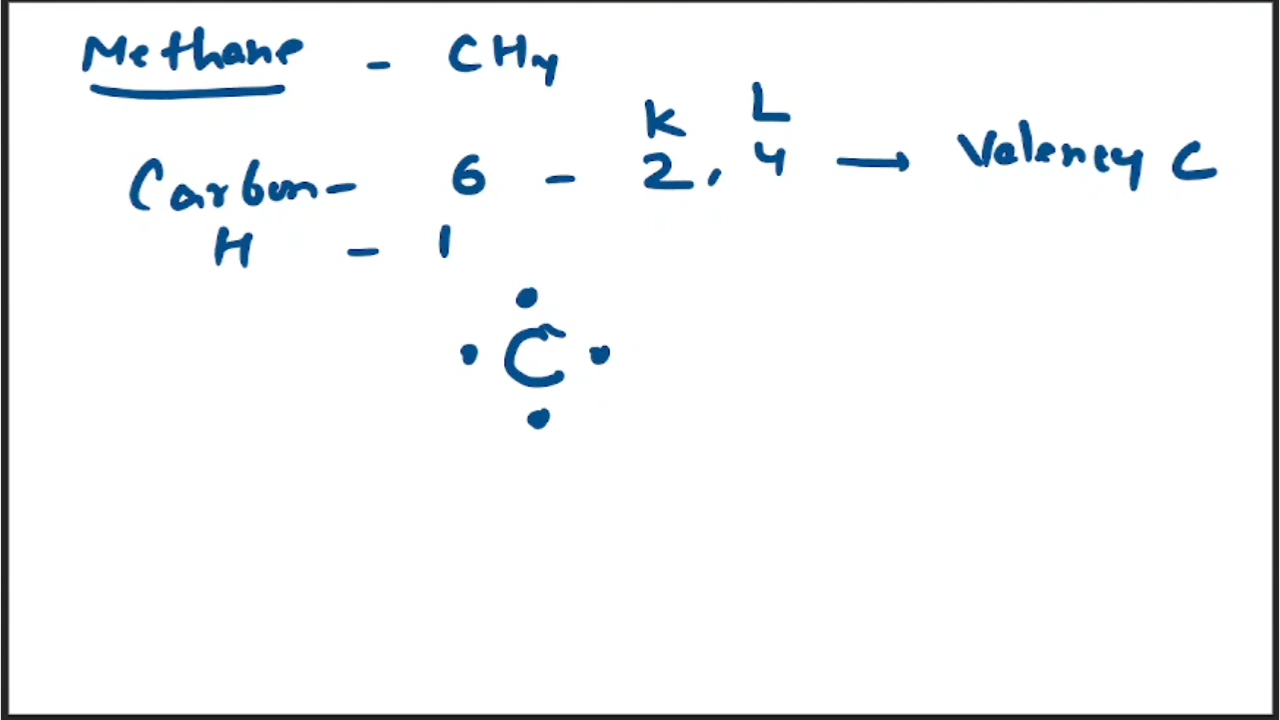 Methane - CH4
K L
Carbon - 6 - 2, 4 → Valency C
H - 1
C